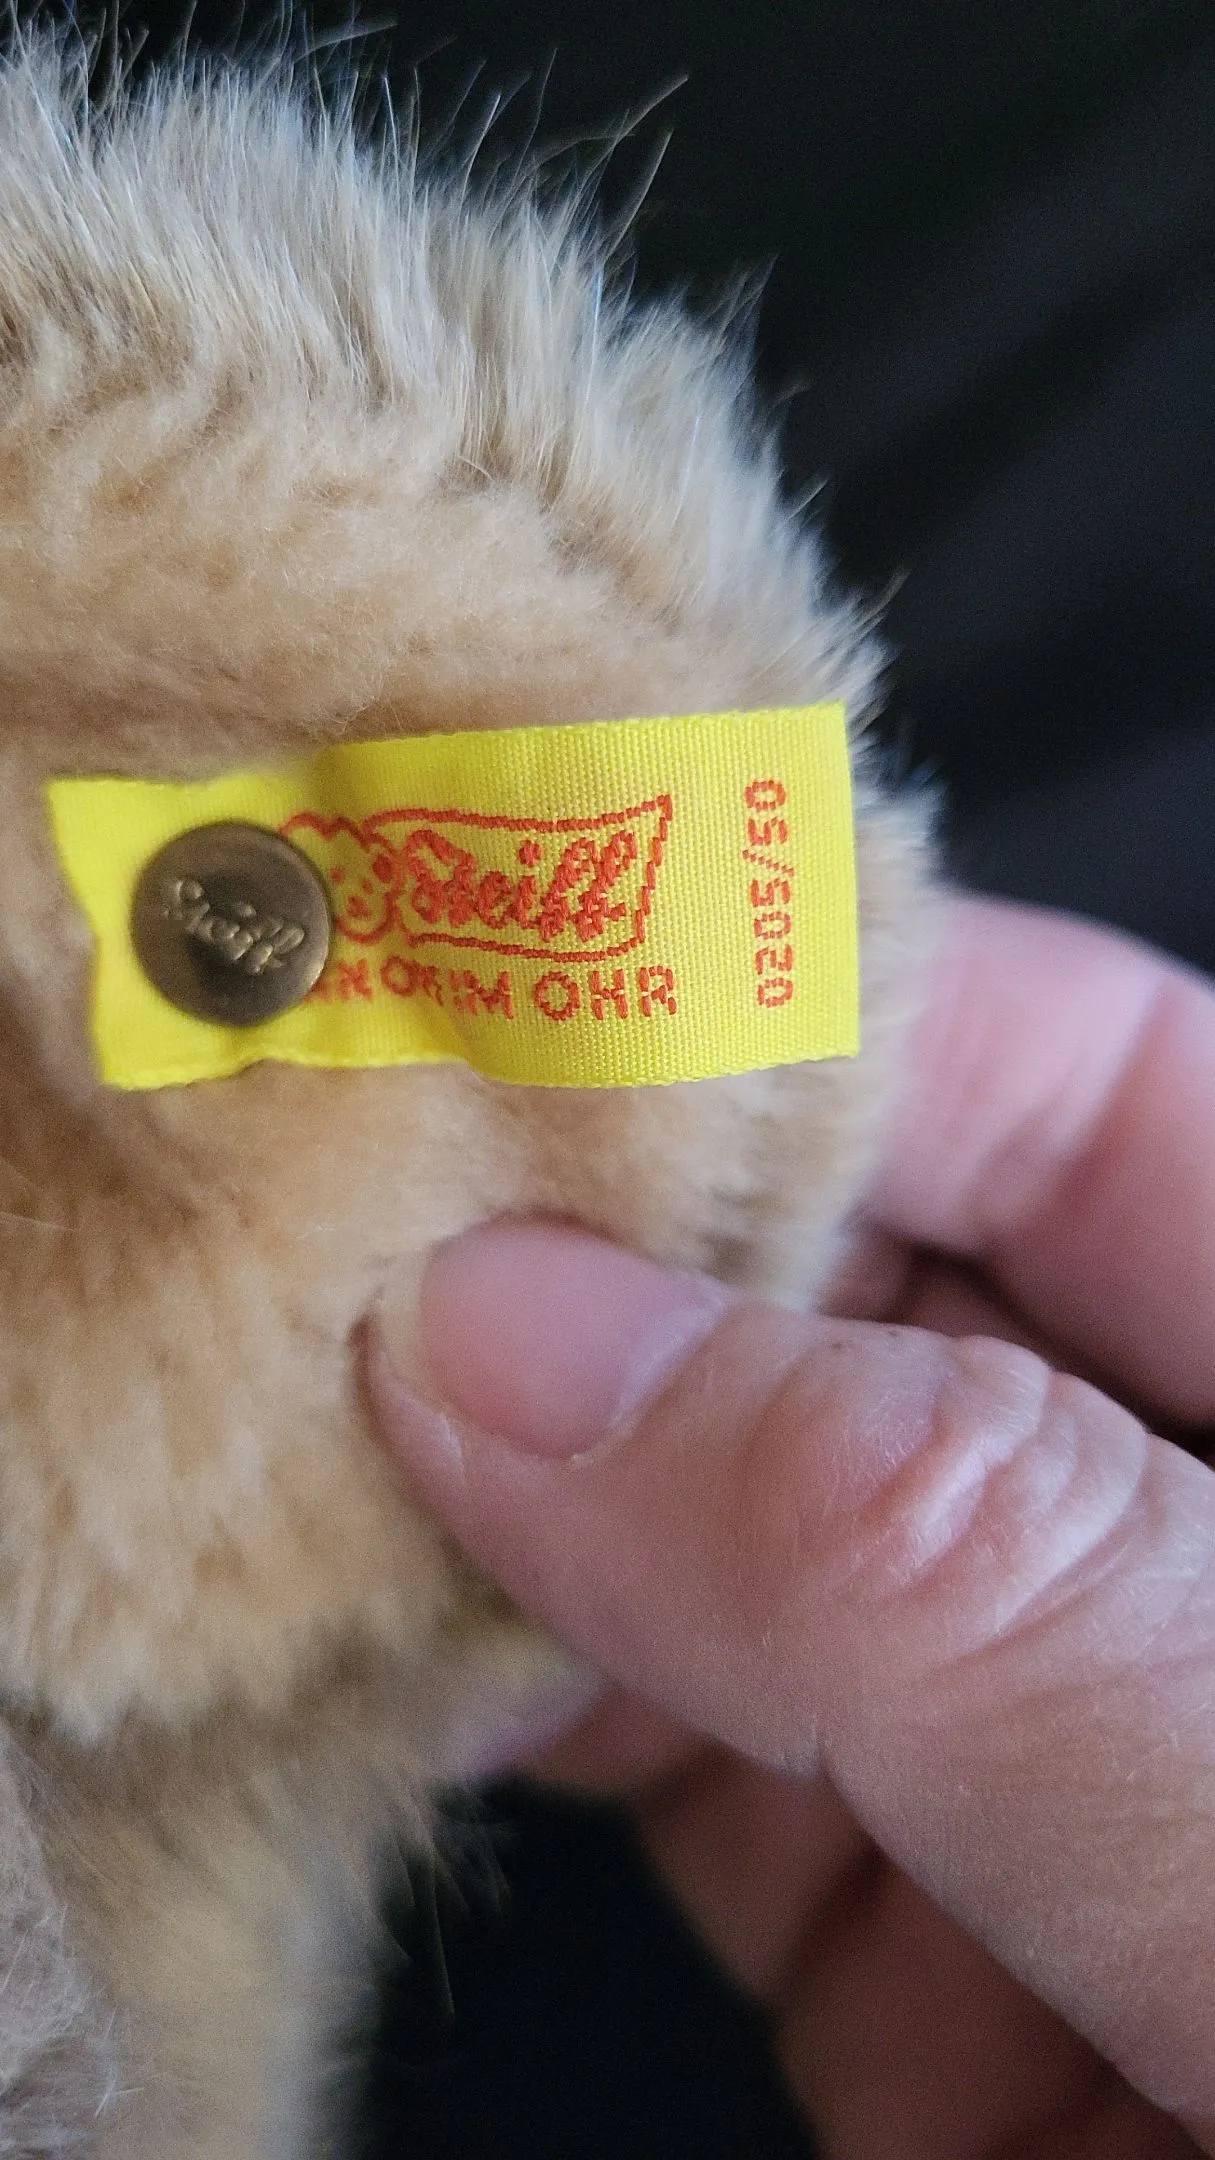 Steiff
Steiff
KNOPF IM OHR
0205/50